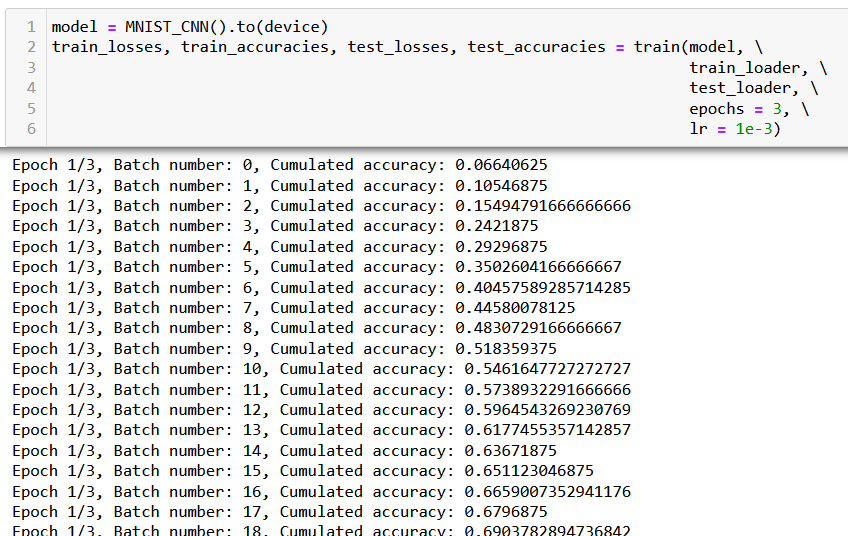 1 model = MNIST_CNN().to(device)
2 train_losses, train_accuracies, test_losses, test_accuracies = train(model, \
3 train_loader, \
4 test_loader, \
5 epochs = 3, \
6 lr = 1e-3)
Epoch 1/3, Batch number: 0, Cumulated accuracy: 0.06640625
Epoch 1/3, Batch number: 1, Cumulated accuracy: 0.10546875
Epoch 1/3, Batch number: 2, Cumulated accuracy: 0.15494791666666666
Epoch 1/3, Batch number: 3, Cumulated accuracy: 0.2421875
Epoch 1/3, Batch number: 4, Cumulated accuracy: 0.29296875
Epoch 1/3, Batch number: 5, Cumulated accuracy: 0.3502604166666667
Epoch 1/3, Batch number: 6, Cumulated accuracy: 0.40457589285714285
Epoch 1/3, Batch number: 7, Cumulated accuracy: 0.44580078125
Epoch 1/3, Batch number: 8, Cumulated accuracy: 0.4830729166666667
Epoch 1/3, Batch number: 9, Cumulated accuracy: 0.518359375
Epoch 1/3, Batch number: 10, Cumulated accuracy: 0.5461647727272727
Epoch 1/3, Batch number: 11, Cumulated accuracy: 0.5738932291666666
Epoch 1/3, Batch number: 12, Cumulated accuracy: 0.5964543269230769
Epoch 1/3, Batch number: 13, Cumulated accuracy: 0.6177455357142857
Epoch 1/3, Batch number: 14, Cumulated accuracy: 0.63671875
Epoch 1/3, Batch number: 15, Cumulated accuracy: 0.651123046875
Epoch 1/3, Batch number: 16, Cumulated accuracy: 0.6659007352941176
Epoch 1/3, Batch number: 17, Cumulated accuracy: 0.6796875
Epoch 1/3, Batch number: 18, Cumulated accuracy: 0.6903782894736842